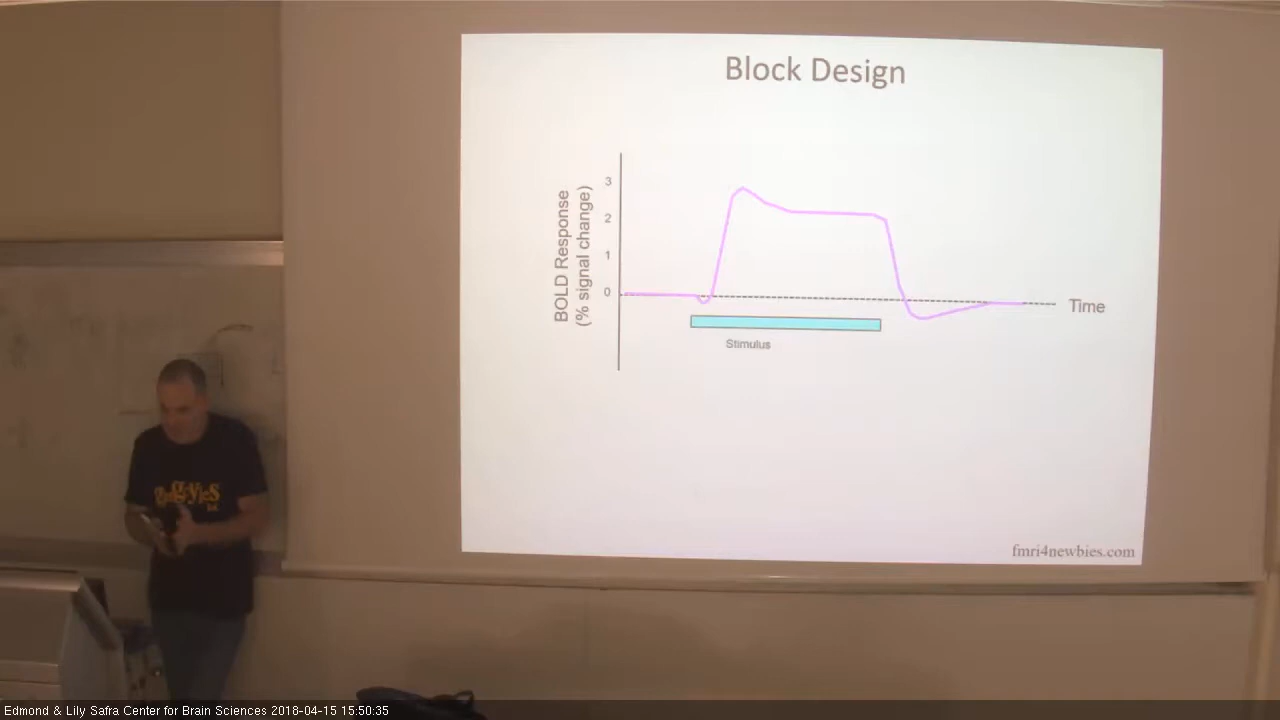 Block Design
BOLD Response
(% signal change)
3
2
1
0
Time
Stimulus
fmri4newbies.com
Edmond & Lily Safra Center for Brain Sciences 2018-04-15 15:50:35